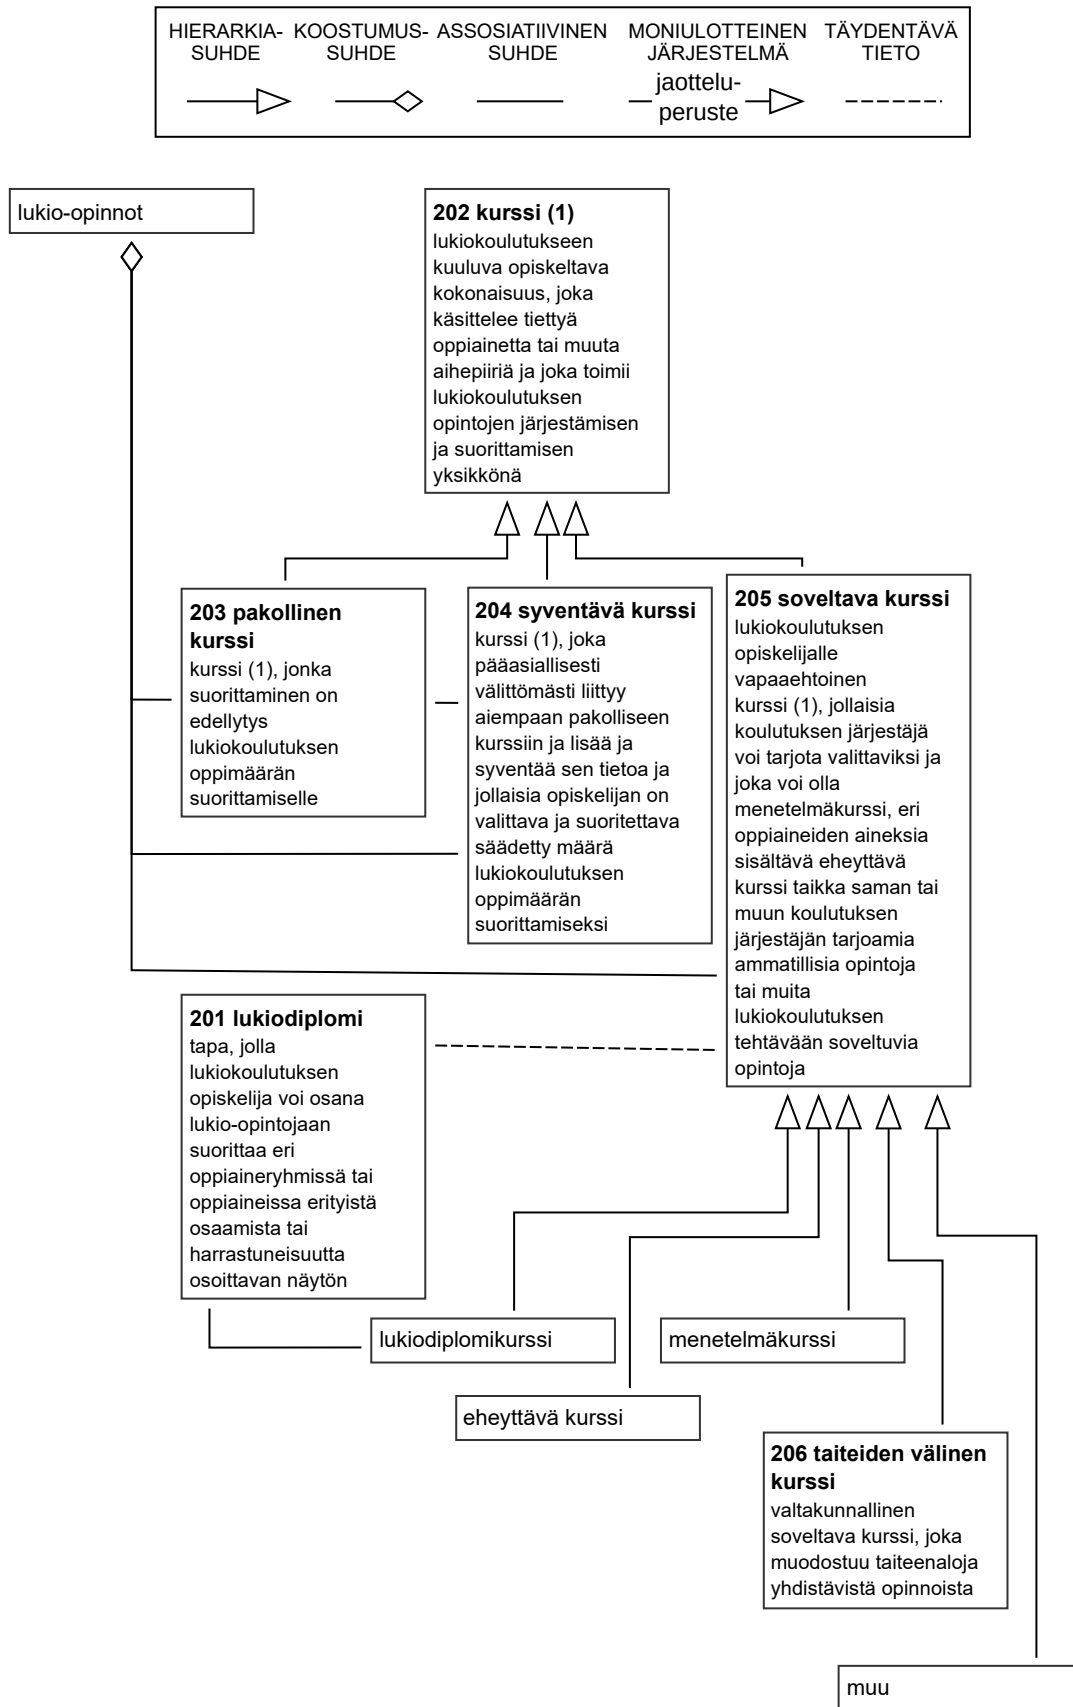 HIERARKIA-
SUHDE
KOOSTUMUS-
SUHDE
ASSOSIATIIVINEN
SUHDE
MONIULOTTEINEN
JÄRJESTELMÄ
jaottelu-
peruste
TÄYDENTÄVÄ
TIETO
lukio-opinnot
202 kurssi (1)
lukiokoulutukseen
kuuluva opiskeltava
kokonaisuus, joka
käsittelee tiettyä
oppiainetta tai muuta
aihepiiriä ja joka toimii
lukiokoulutuksen
opintojen järjestämisen
ja suorittamisen
yksikkönä
203 pakollinen
kurssi
kurssi (1), jonka
suorittaminen on
edellytys
lukiokoulutuksen
oppimäärän
suorittamiselle
204 syventävä kurssi
kurssi (1), joka
pääasiallisesti
välittömästi liittyy
aiempaan pakolliseen
kurssiin ja lisää ja
syventää sen tietoa ja
jollaisia opiskelijan on
valittava ja suoritettava
säädetty määrä
lukiokoulutuksen
oppimäärän
suorittamiseksi
205 soveltava kurssi
lukiokoulutuksen
opiskelijalle
vapaaehtoinen
kurssi (1), jollaisia
koulutuksen järjestäjä
voi tarjota valittaviksi ja
joka voi olla
menetelmäkurssi, eri
oppiaineiden aineksia
sisältävä eheyttävä
kurssi taikka saman tai
muun koulutuksen
järjestäjän tarjoamia
ammatillisia opintoja
tai muita
lukiokoulutuksen
tehtävään soveltuvia
opintoja
201 lukiodiplomi
tapa, jolla
lukiokoulutuksen
opiskelija voi osana
lukio-opintojaan
suorittaa eri
oppiaineryhmissä tai
oppiaineissa erityistä
osaamista tai
harrastuneisuutta
osoittavan näytön
lukiodiplomikurssi
menetelmäkurssi
eheyttävä kurssi
206 taiteiden välinen
kurssi
valtakunnallinen
soveltava kurssi, joka
muodostuu taiteenaloja
yhdistävistä opinnoista
muu